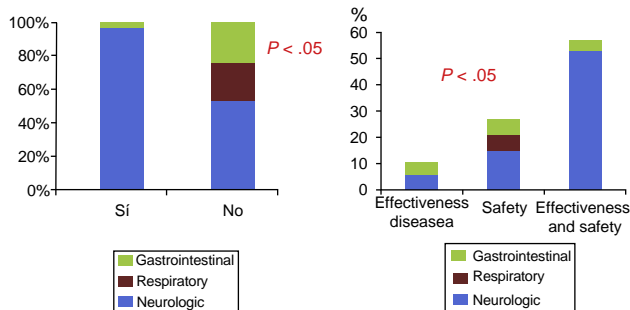 100%
80%
60%
40%
20%
0%
P < .05
Sí
No
Gastrointestinal
Respiratory
Neurologic
%
60
50
40
30
20
10
0
P < .05
Effectiveness
diseasea
Safety
Effectiveness
and safety
Gastrointestinal
Respiratory
Neurologic